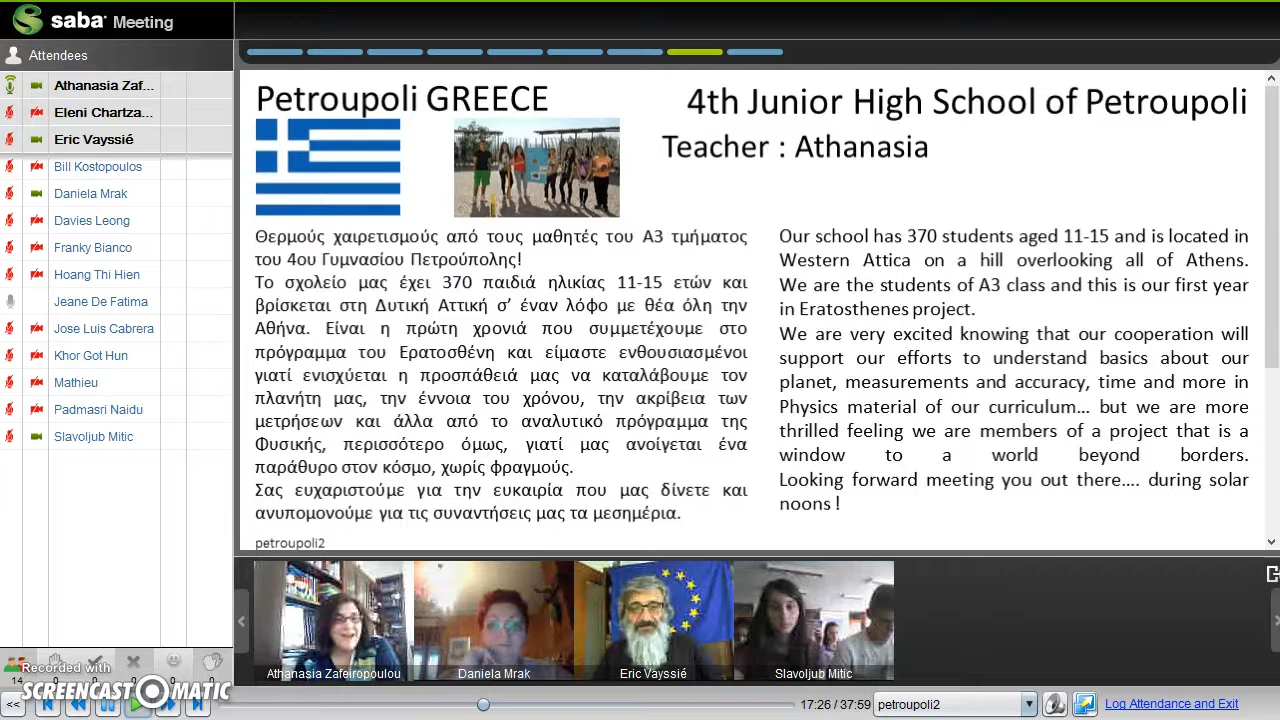 saba Meeting
Attendees
Athanasia Zaf...
Eleni Chartza...
Eric Vayssié
Bill Kostopoulos
Daniela Mrak
Davies Leong
Franky Bianco
Hoang Thi Hien
Jeane De Fatima
Jose Luis Cabrera
Khor Got Hun
Mathieu
Padmasri Naidu
Slavoljub Mitic
Petroupoli GREECE
4th Junior High School of Petroupoli
Teacher : Athanasia
Θερμούς χαιρετισμούς από τους μαθητές του Α3 τμήματος
του 4ου Γυμνασίου Πετρούπολης!
Το σχολείο μας έχει 370 παιδιά ηλικίας 11-15 ετών και
βρίσκεται στη Δυτική Αττική σ’ έναν λόφο με θέα όλη την
Αθήνα. Είναι η πρώτη χρονιά που συμμετέχουμε στο
πρόγραμμα του Ερατοσθένη και είμαστε ενθουσιασμένοι
γιατί ενισχύεται η προσπάθειά μας να καταλάβουμε τον
πλανήτη μας, την έννοια του χρόνου, την ακρίβεια των
μετρήσεων και άλλα από το αναλυτικό πρόγραμμα της
Φυσικής, περισσότερο όμως, γιατί μας ανοίγεται ένα
παράθυρο στον κόσμο, χωρίς φραγμούς.
Σας ευχαριστούμε για την ευκαιρία που μας δίνετε και
ανυπομονούμε για τις συναντήσεις μας τα μεσημέρια.
petroupoli2
Our school has 370 students aged 11-15 and is located in
Western Attica on a hill overlooking all of Athens.
We are the students of A3 class and this is our first year
in Eratosthenes project.
We are very excited knowing that our cooperation will
support our efforts to understand basics about our
planet, measurements and accuracy, time and more in
Physics material of our curriculum... but we are more
thrilled feeling we are members of a project that is a
window to a world beyond borders.
Looking forward meeting you out there.... during solar
noons !
Athanasia Zafeiropoulou
Daniela Mrak
Eric Vayssié
Slavoljub Mitic
14
Recorded with
SCREENCAST MATIC
<<
17:26 / 37:59
petroupoli2
Log Attendance and Exit